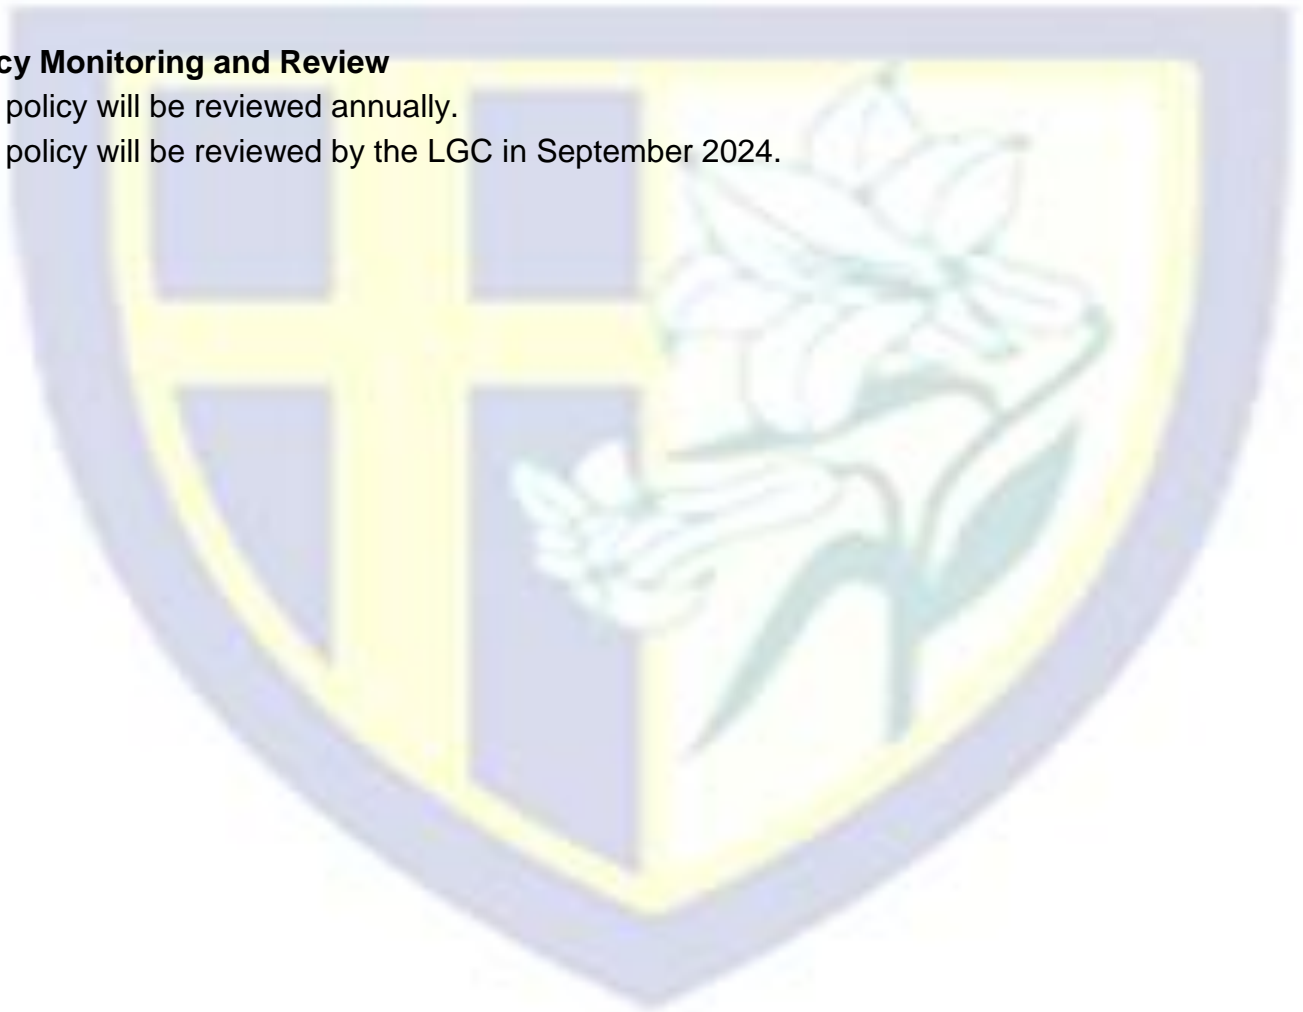 cy Monitoring and Review
policy will be reviewed annually.
policy will be reviewed by the LGC in September 2024.